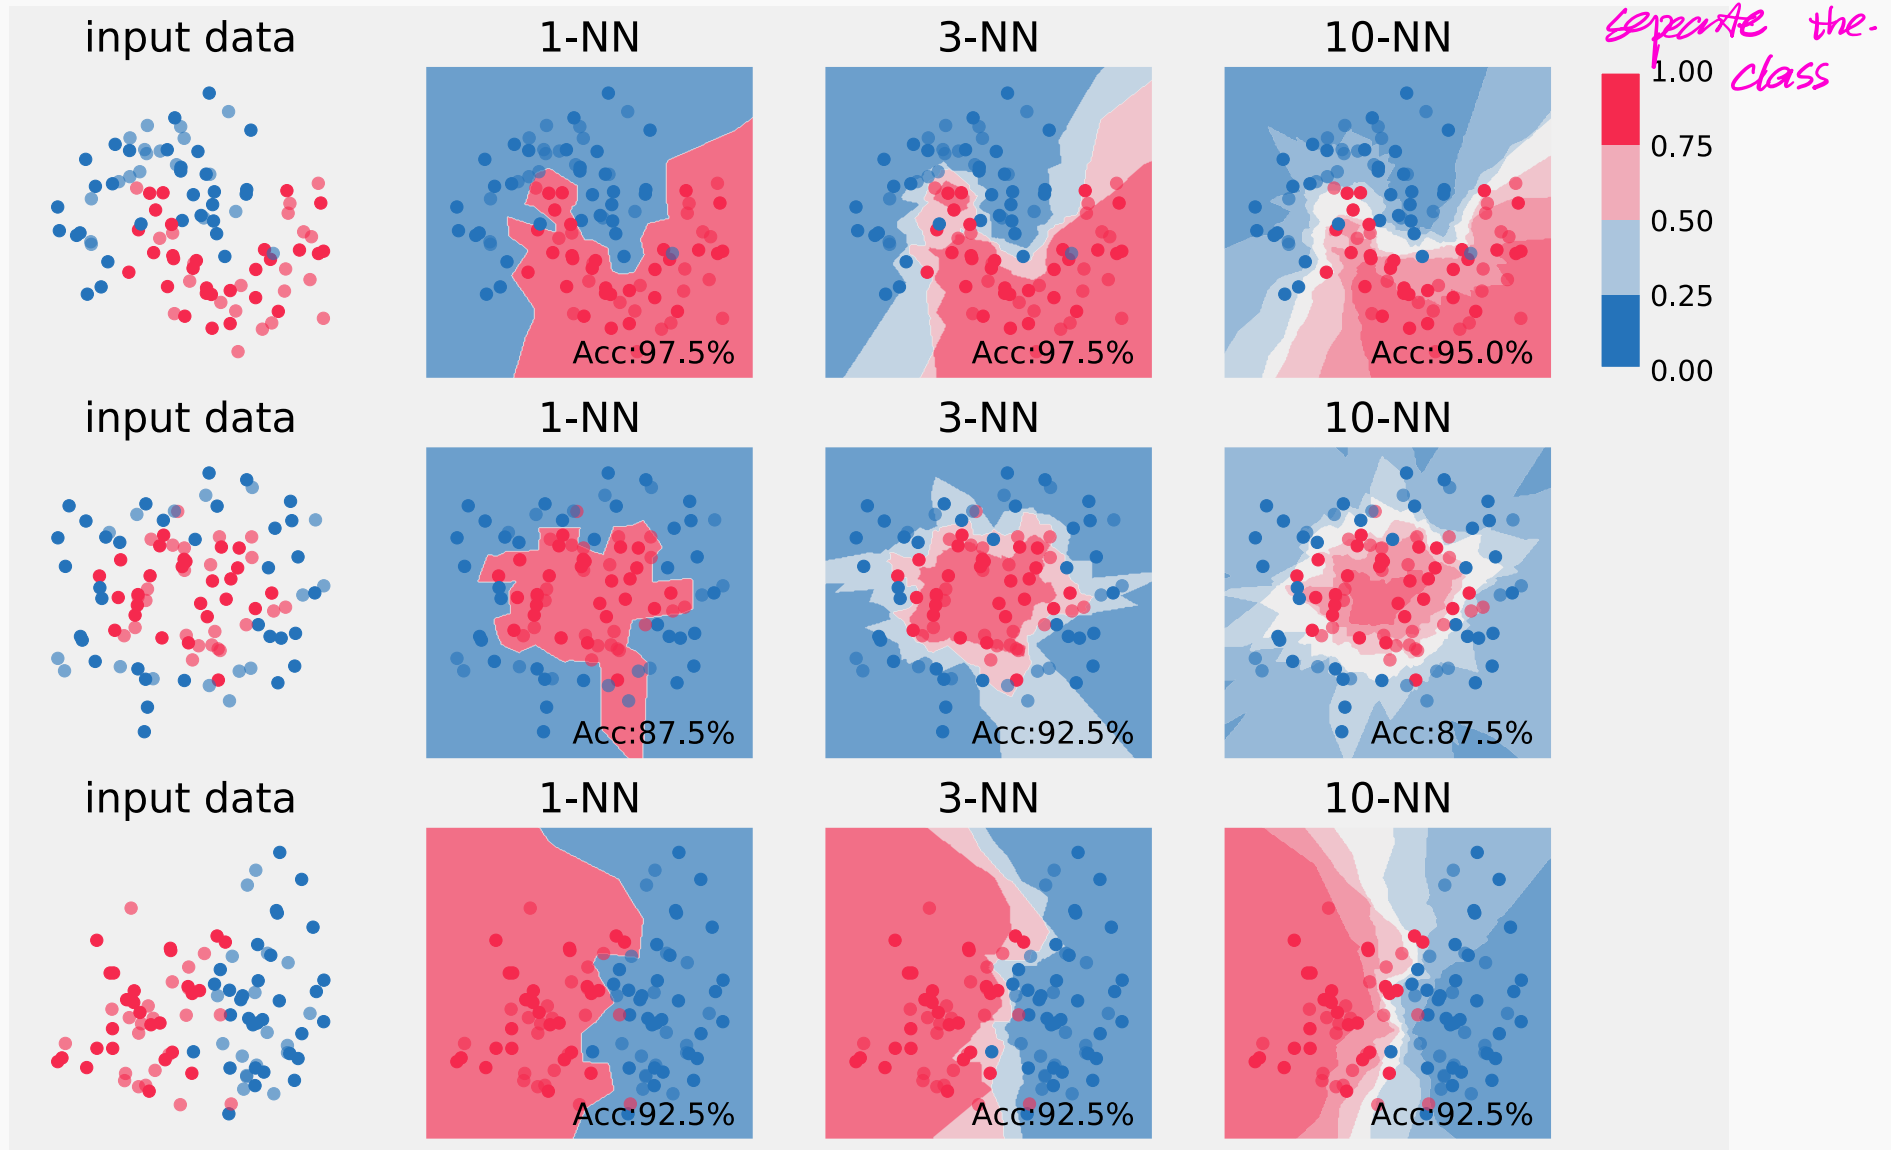 input data 1-NN 3-NN 10-NN
seperate the
class
1.00
0.75
0.50
0.25
0.00
Acc:97.5% Acc:97.5% Acc:95.0%
input data 1-NN 3-NN 10-NN
Acc:87.5% Acc:92.5% Acc:87.5%
input data 1-NN 3-NN 10-NN
Acc:92.5% Acc:92.5% Acc:92.5%